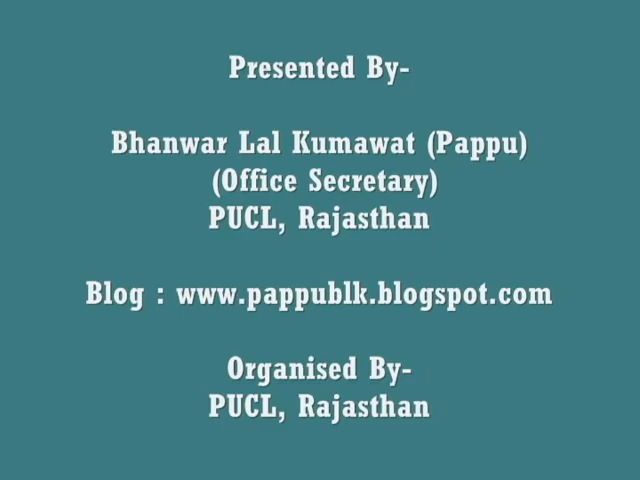 Presented By-
Bhanwar Lal Kumawat (Pappu)
(Office Secretary)
PUCL, Rajasthan
Blog : www.pappublk.blogspot.com
Organised By-
PUCL, Rajasthan